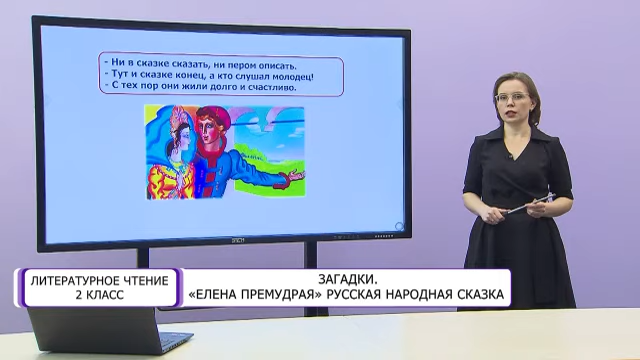 - Ни в сказке сказать, ни пером описать.
- Тут и сказке конец, а кто слушал молодец!
- С тех пор они жили долго и счастливо.
ЛИТЕРАТУРНОЕ ЧТЕНИЕ
2 КЛАСС
ЗАГАДКИ.
«ЕЛЕНА ПРЕМУДРАЯ» РУССКАЯ НАРОДНАЯ СКАЗКА